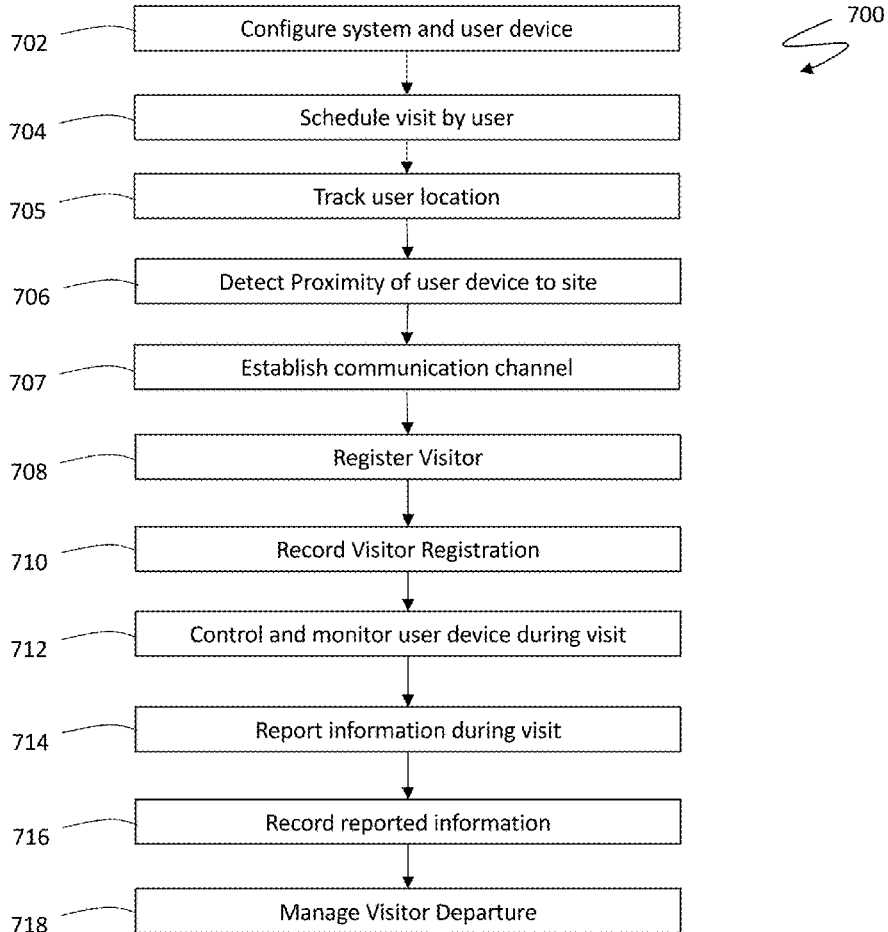 700
702 Configure system and user device
704 Schedule visit by user
705 Track user location
706 Detect Proximity of user device to site
707 Establish communication channel
708 Register Visitor
710 Record Visitor Registration
712 Control and monitor user device during visit
714 Report information during visit
716 Record reported information
718 Manage Visitor Departure